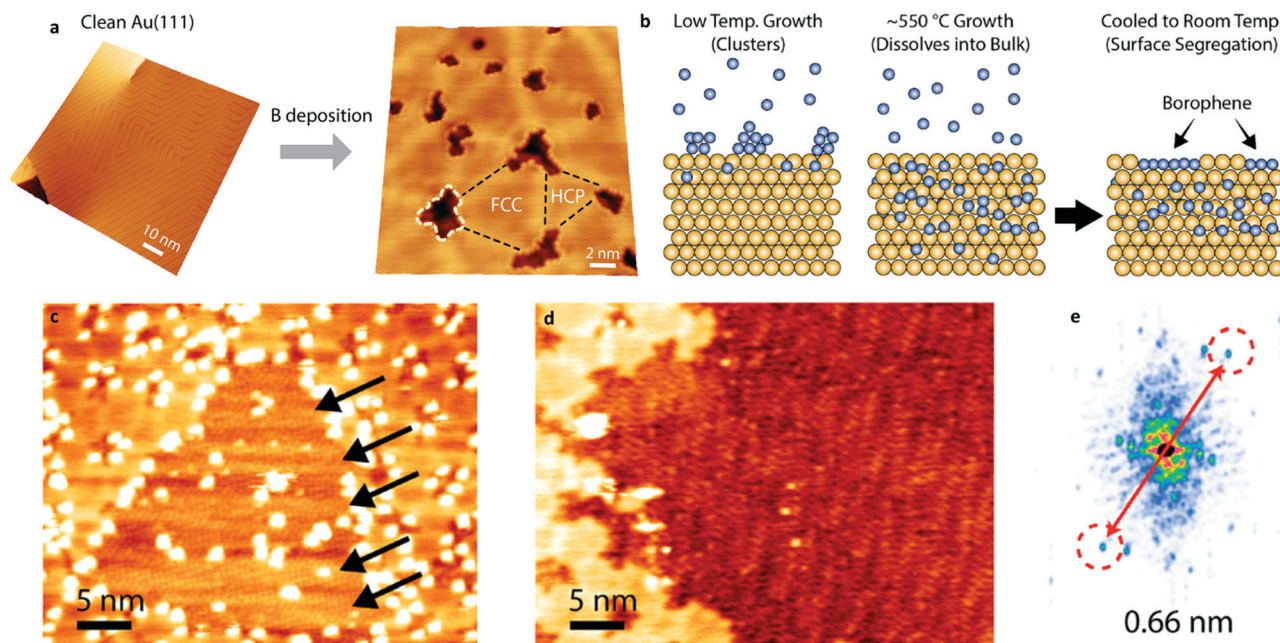 a
Clean Au(111)
10 nm
B deposition
FCC
HCP
2 nm
b
Low Temp. Growth
(Clusters)
~550 °C Growth
(Dissolves into Bulk)
Cooled to Room Temp.
(Surface Segregation)
Borophene
c
5 nm
d
5 nm
e
0.66 nm